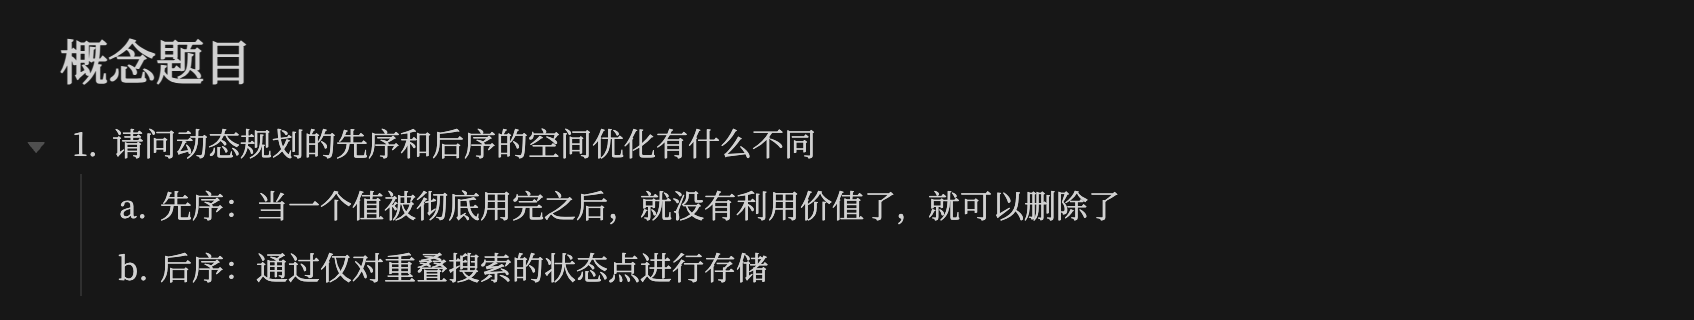 概念题目
1. 请问动态规划的先序和后序的空间优化有什么不同
a. 先序：当一个值被彻底用完之后，就没有利用价值了，就可以删除了
b. 后序：通过仅对重叠搜索的状态点进行存储